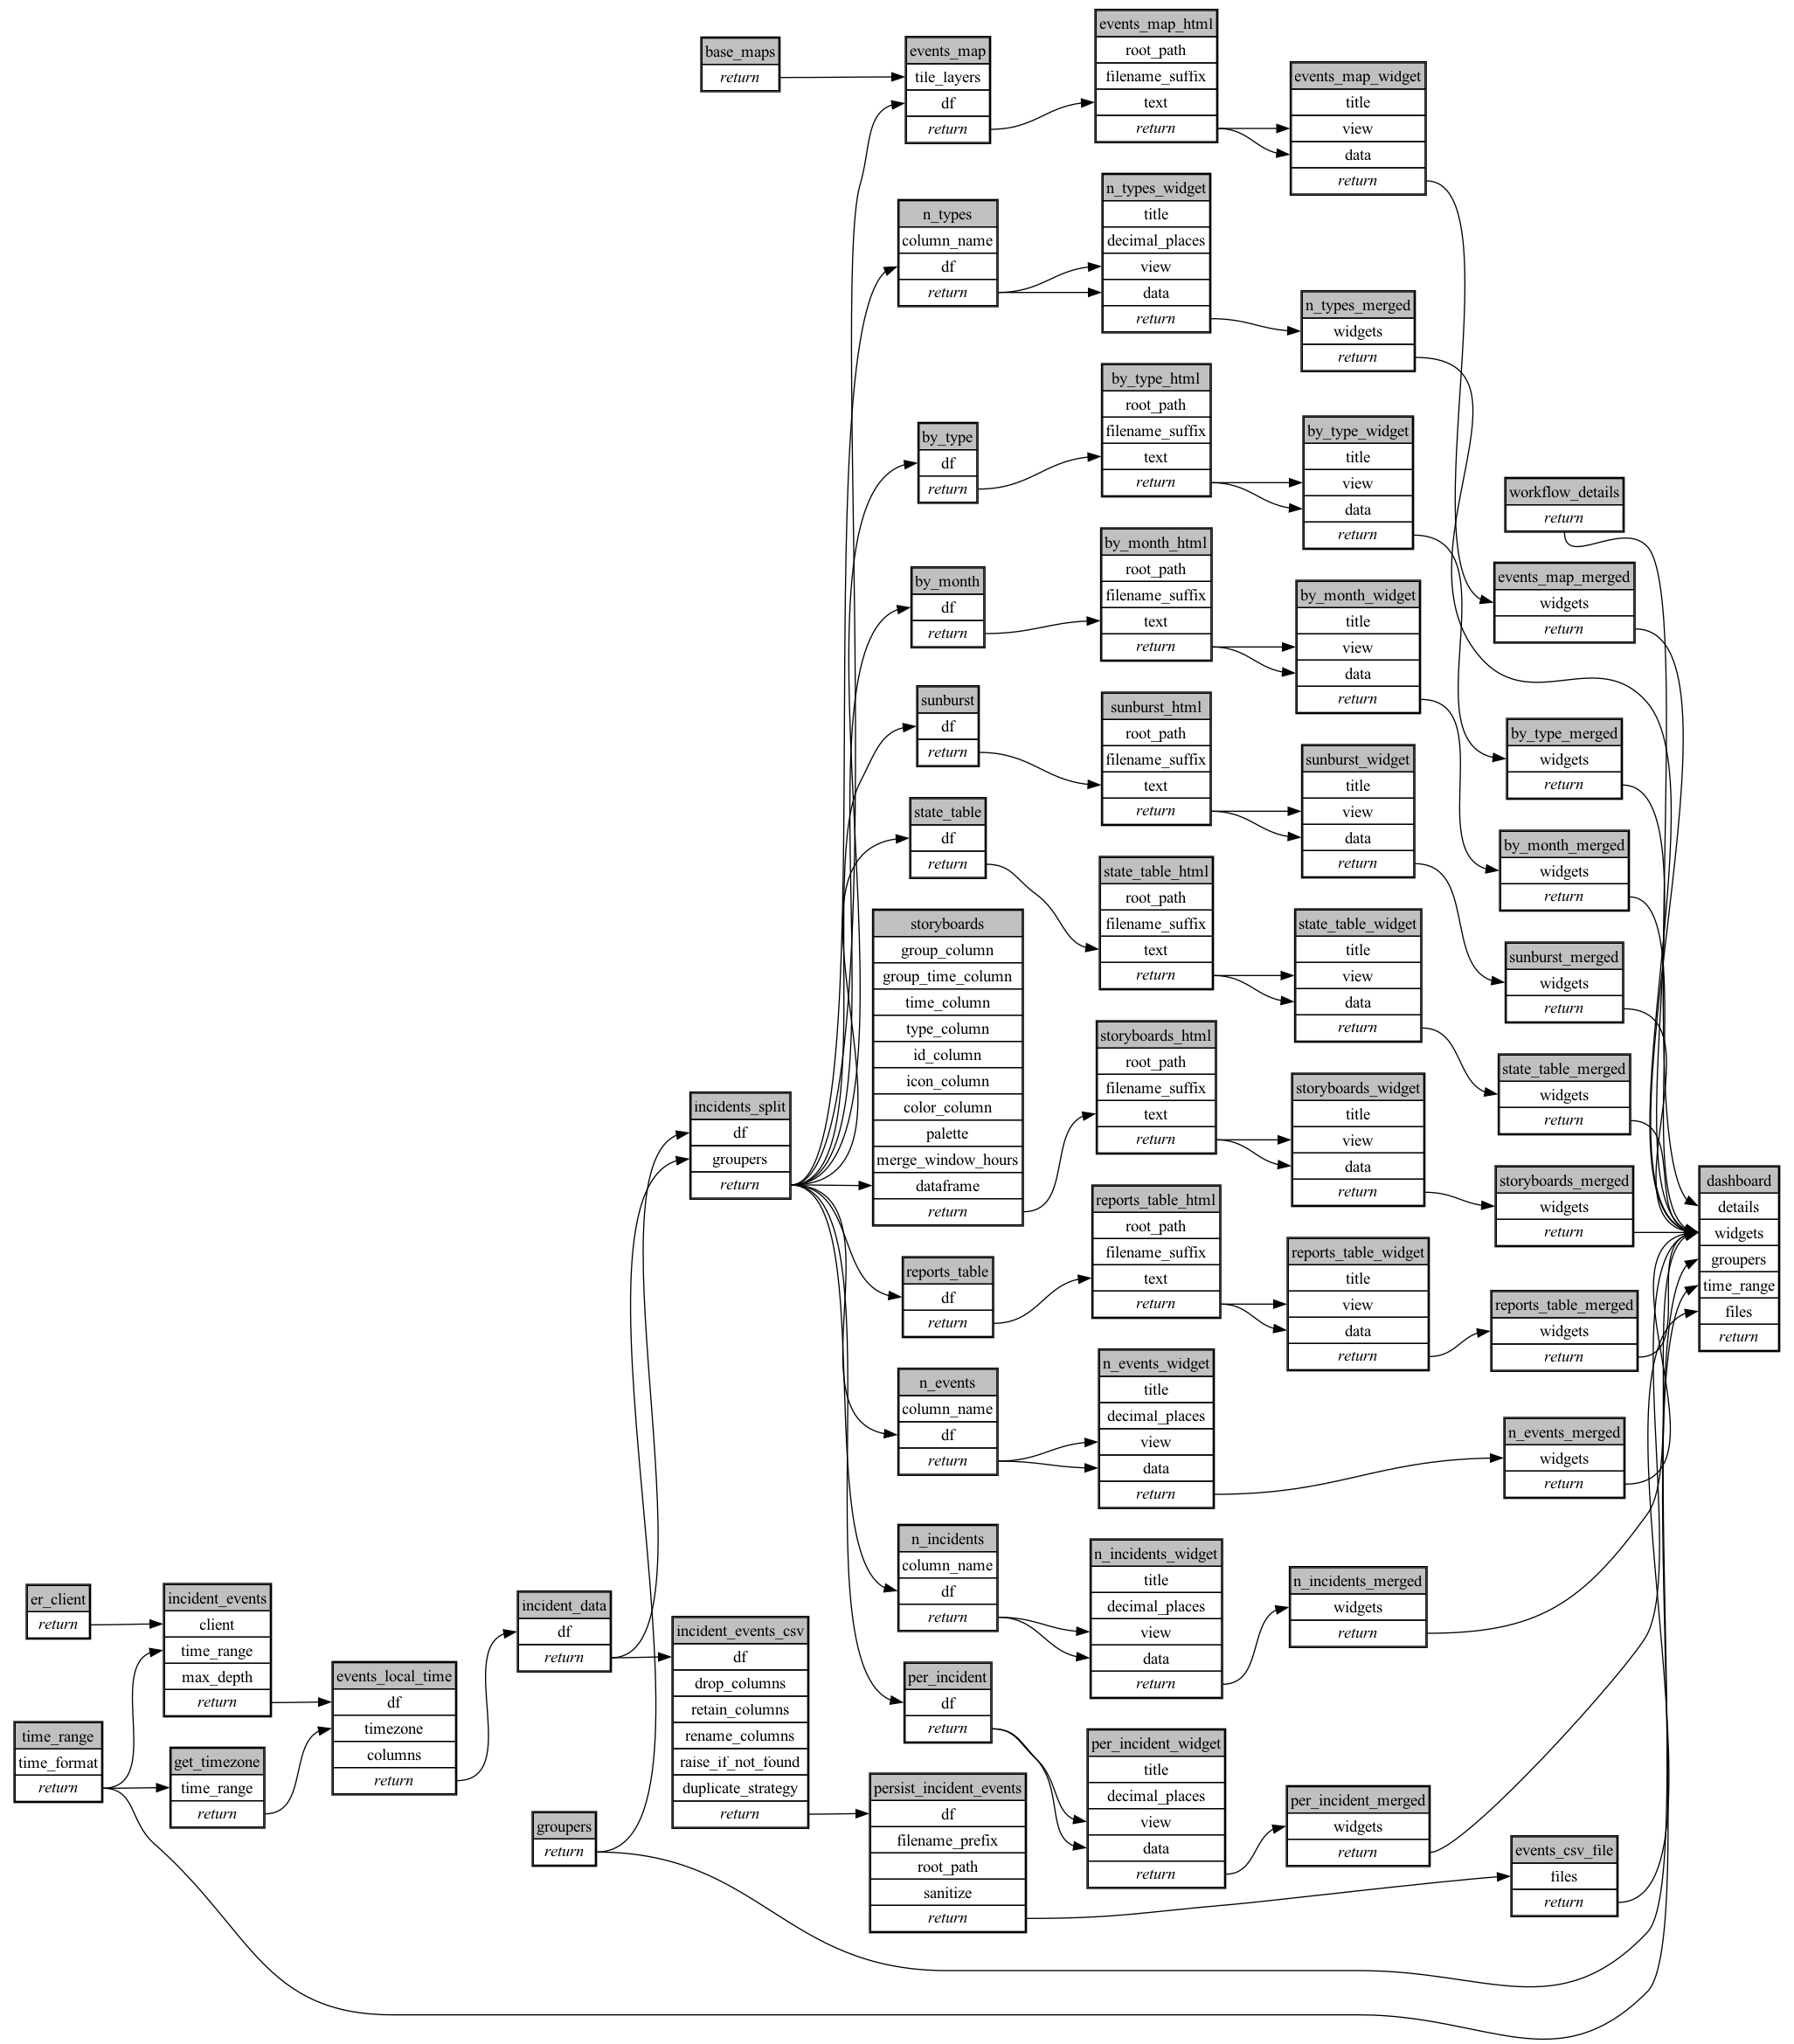 base_maps
return
events_map
tile_layers
df
return
events_map_html
root_path
filename_suffix
text
return
events_map_widget
title
view
data
return
n_types
column_name
df
return
n_types_widget
title
decimal_places
view
data
return
n_types_merged
widgets
return
by_type
df
return
by_type_html
root_path
filename_suffix
text
return
by_type_widget
title
view
data
return
workflow_details
return
events_map_merged
widgets
return
by_month
df
return
by_month_html
root_path
filename_suffix
text
return
by_month_widget
title
view
data
return
by_type_merged
widgets
return
sunburst
df
return
sunburst_html
root_path
filename_suffix
text
return
sunburst_widget
title
view
data
return
by_month_merged
widgets
return
state_table
df
return
state_table_html
root_path
filename_suffix
text
return
state_table_widget
title
view
data
return
sunburst_merged
widgets
return
state_table_merged
widgets
return
incidents_split
df
groupers
return
storyboards
group_column
group_time_column
time_column
type_column
id_column
icon_column
color_column
palette
merge_window_hours
dataframe
return
storyboards_html
root_path
filename_suffix
text
return
storyboards_widget
title
view
data
return
storyboards_merged
widgets
return
dashboard
details
widgets
groupers
time_range
files
return
reports_table
df
return
reports_table_html
root_path
filename_suffix
text
return
reports_table_widget
title
view
data
return
reports_table_merged
widgets
return
n_events
column_name
df
return
n_events_widget
title
decimal_places
view
data
return
n_events_merged
widgets
return
n_incidents
column_name
df
return
n_incidents_widget
title
decimal_places
view
data
return
n_incidents_merged
widgets
return
er_client
return
incident_events
client
time_range
max_depth
return
time_range
time_format
return
get_timezone
time_range
return
events_local_time
df
timezone
columns
return
incident_data
df
return
groupers
return
incident_events_csv
df
drop_columns
retain_columns
rename_columns
raise_if_not_found
duplicate_strategy
return
per_incident
df
return
per_incident_widget
title
decimal_places
view
data
return
per_incident_merged
widgets
return
persist_incident_events
df
filename_prefix
root_path
sanitize
return
events_csv_file
files
return